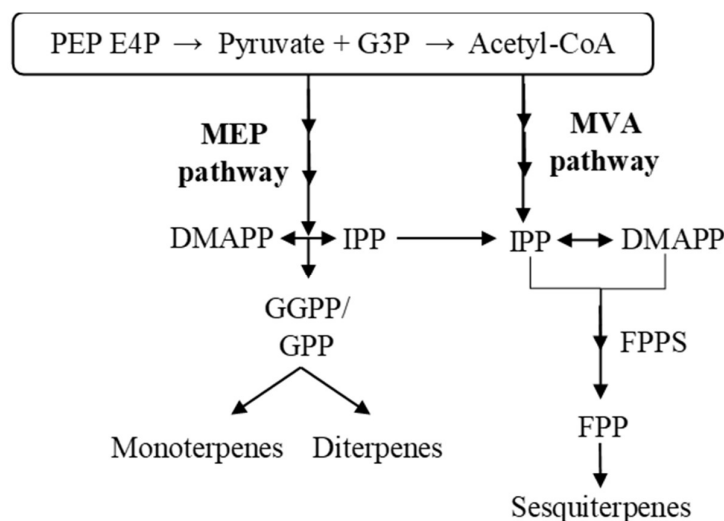 PEP E4P → Pyruvate + G3P → Acetyl-CoA
MEP
pathway
MVA
pathway
DMAPP IPP IPP DMAPP
GGPP/
GPP
FPPS
Monoterpenes Diterpenes
FPP
Sesquiterpenes